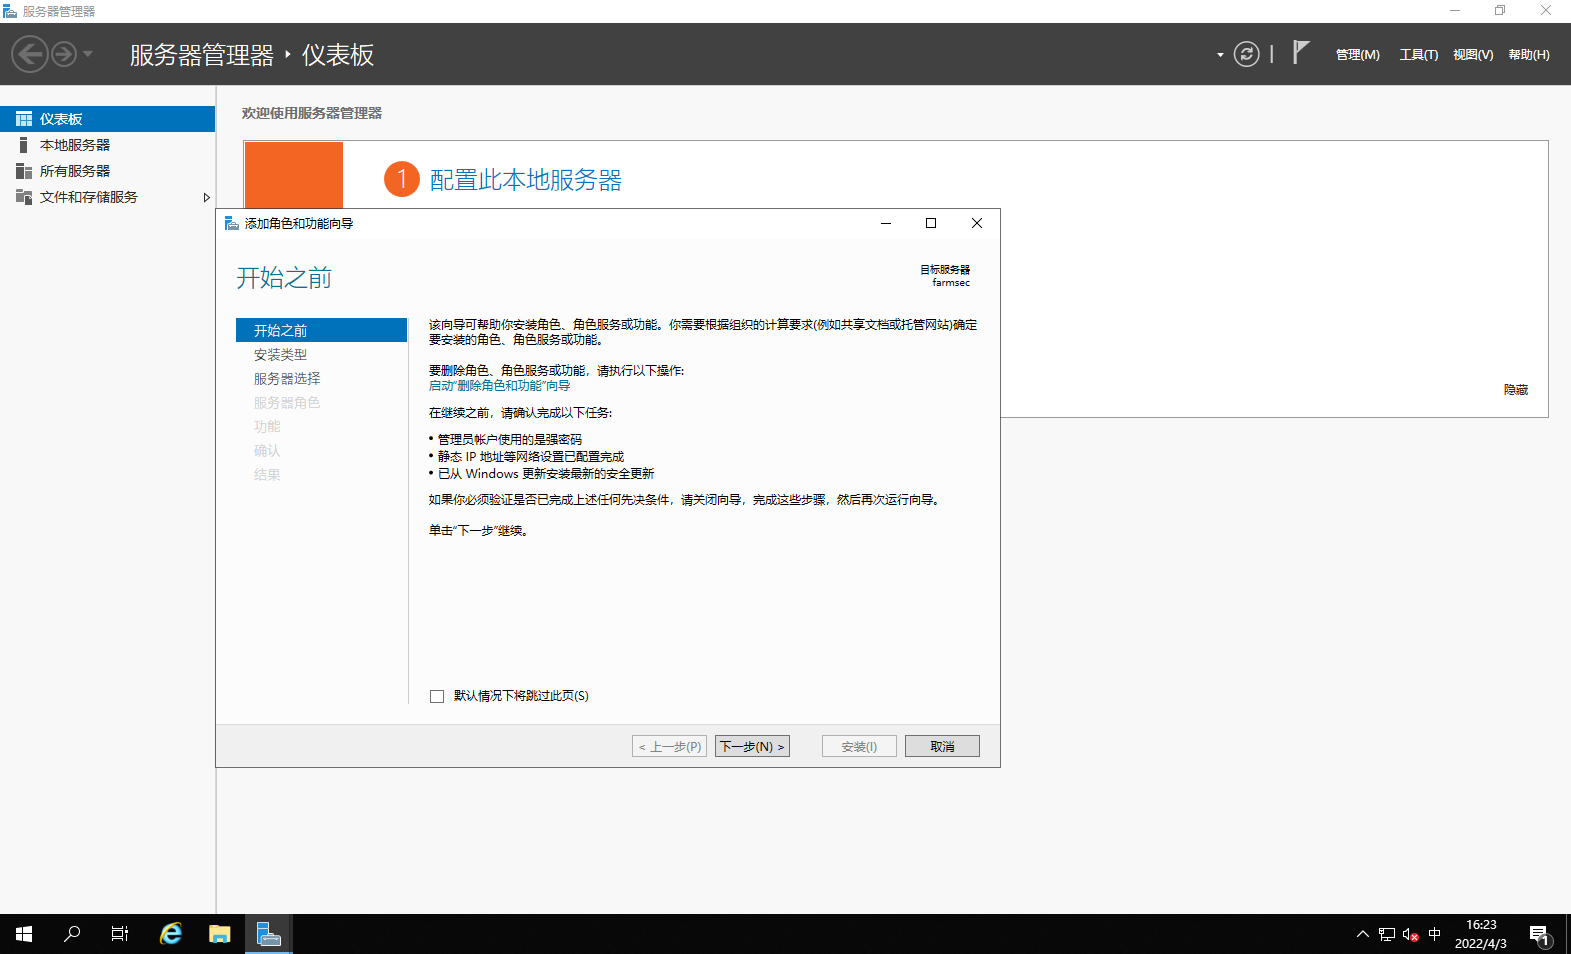 服务器管理器
服务器管理器 ‣ 仪表板
管理(M) 工具(T) 视图(V) 帮助(H)
仪表板
本地服务器
所有服务器
文件和存储服务
欢迎使用服务器管理器
1 配置此本地服务器
隐藏
添加角色和功能向导
开始之前
目标服务器
farmsec
开始之前
安装类型
服务器选择
服务器角色
功能
确认
结果
该向导可帮助你安装角色、角色服务或功能。你需要根据组织的计算要求(例如共享文档或托管网站)确定
要安装的角色、角色服务或功能。
要删除角色、角色服务或功能，请执行以下操作:
启动“删除角色和功能”向导
在继续之前，请确认完成以下任务:
• 管理员帐户使用的是强密码
• 静态 IP 地址等网络设置已配置完成
• 已从 Windows 更新安装最新的安全更新
如果你必须验证是否已完成上述任何先决条件，请关闭向导，完成这些步骤，然后再次运行向导。
单击“下一步”继续。
默认情况下将跳过此页(S)
< 上一步(P) 下一步(N) > 安装(I) 取消
中
16:23
2022/4/3
1